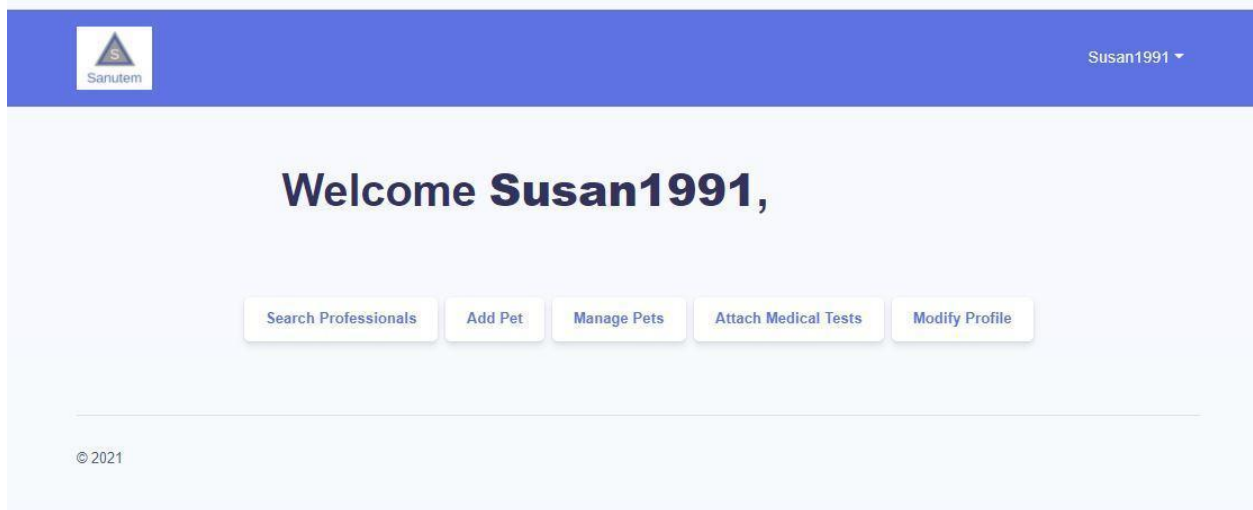 S
Sanutem
Susan1991
Welcome Susan1991,
Search Professionals Add Pet Manage Pets Attach Medical Tests Modify Profile
© 2021